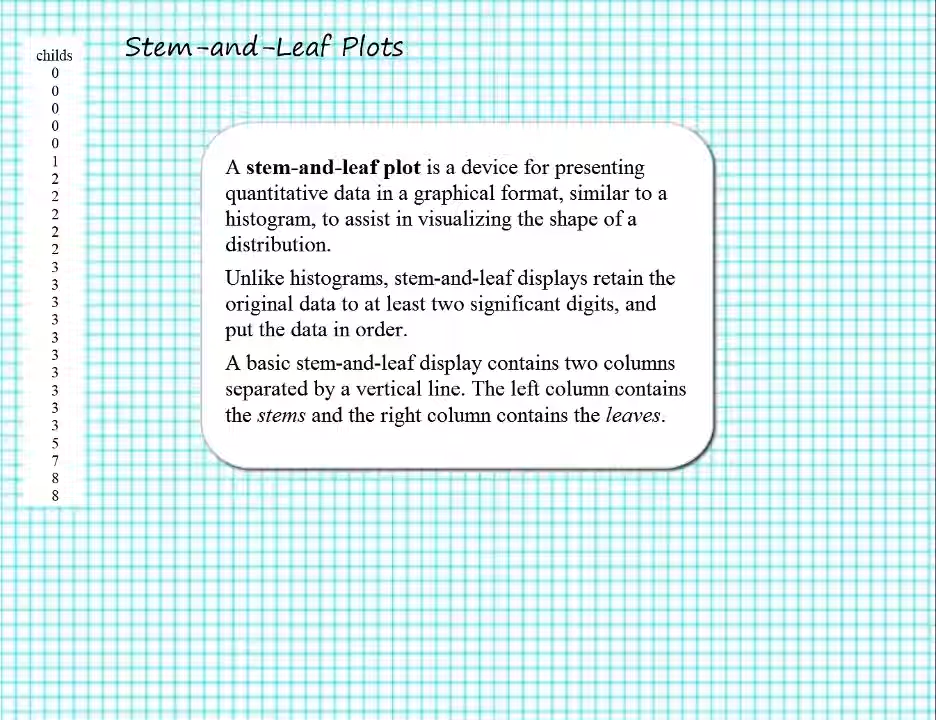 Stem-and-Leaf Plots
childs
0
0
0
0
0
1
2
2
2
2
2
3
3
3
3
3
3
3
3
3
3
5
7
8
8
A stem-and-leaf plot is a device for presenting
quantitative data in a graphical format, similar to a
histogram, to assist in visualizing the shape of a
distribution.
Unlike histograms, stem-and-leaf displays retain the
original data to at least two significant digits, and
put the data in order.
A basic stem-and-leaf display contains two columns
separated by a vertical line. The left column contains
the stems and the right column contains the leaves.